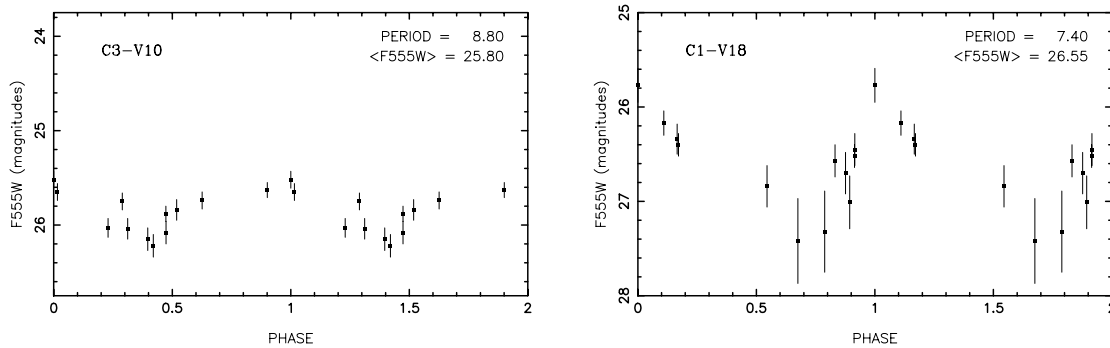 C3-V10
PERIOD = 8.80
<F555W> = 25.80
24
25
26
F555W (magnitudes)
0
0.5
1
1.5
2
PHASE
C1-V18
PERIOD = 7.40
<F555W> = 26.55
25
26
27
28
F555W (magnitudes)
0
0.5
1
1.5
2
PHASE